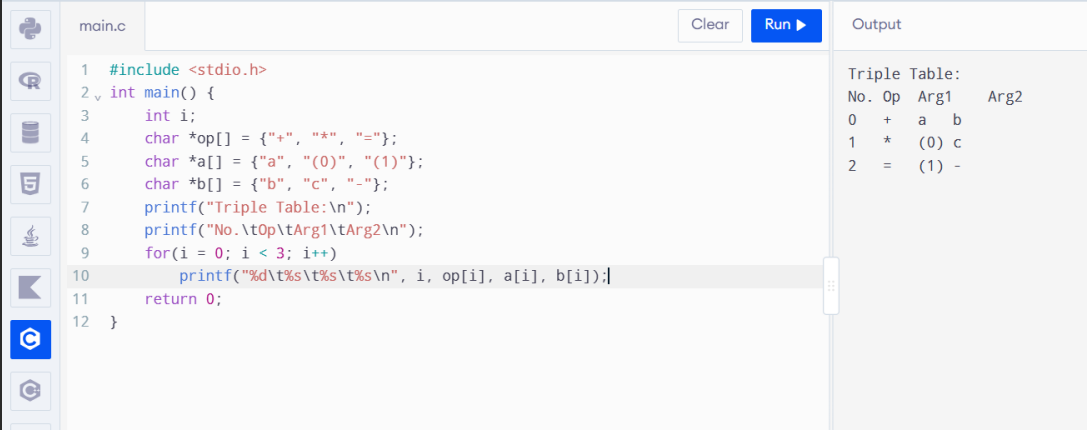 main.c
Clear
Run
Output
1 #include <stdio.h>
2 int main() {
3     int i;
4     char *op[] = {"+", "*", "="};
5     char *a[] = {"a", "(0)", "(1)"};
6     char *b[] = {"b", "c", "-"};
7     printf("Triple Table:\n");
8     printf("No.\tOp\tArg1\tArg2\n");
9     for(i = 0; i < 3; i++)
10         printf("%d\t%s\t%s\t%s\n", i, op[i], a[i], b[i]);
11     return 0;
12 }
Triple Table:
No. Op  Arg1    Arg2
0   +   a   b
1   *   (0) c
2   =   (1) -